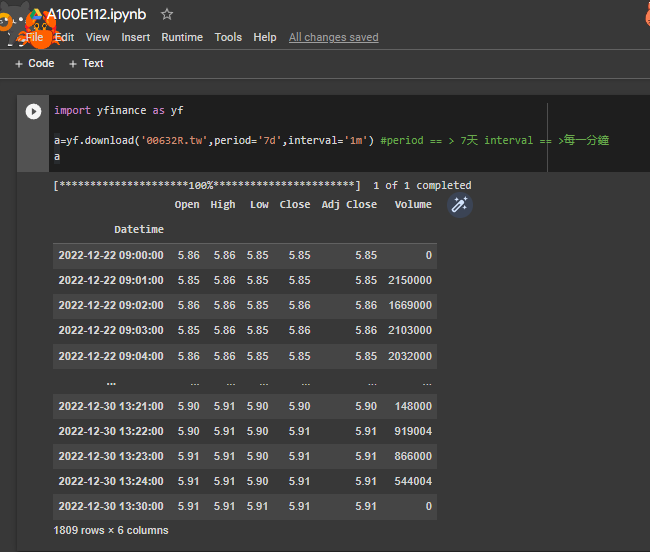 A100E112.ipynb
File Edit View Insert Runtime Tools Help All changes saved
+ Code + Text
import yfinance as yf
a=yf.download('00632R.tw',period='7d',interval='1m') #period == > 7天 interval == >每一分鐘
a
[*********************100%***********************] 1 of 1 completed
Open High Low Close Adj Close Volume
Datetime
2022-12-22 09:00:00 5.86 5.86 5.85 5.85 5.85 0
2022-12-22 09:01:00 5.85 5.86 5.85 5.85 5.85 2150000
2022-12-22 09:02:00 5.85 5.86 5.85 5.86 5.86 1669000
2022-12-22 09:03:00 5.85 5.86 5.85 5.86 5.86 2103000
2022-12-22 09:04:00 5.86 5.86 5.85 5.85 5.85 2032000
... ... ... ... ... ... ...
2022-12-30 13:21:00 5.90 5.91 5.90 5.90 5.90 148000
2022-12-30 13:22:00 5.90 5.91 5.90 5.91 5.91 919004
2022-12-30 13:23:00 5.91 5.91 5.90 5.91 5.91 866000
2022-12-30 13:24:00 5.91 5.91 5.90 5.91 5.91 544004
2022-12-30 13:30:00 5.91 5.91 5.91 5.91 5.91 0
1809 rows × 6 columns